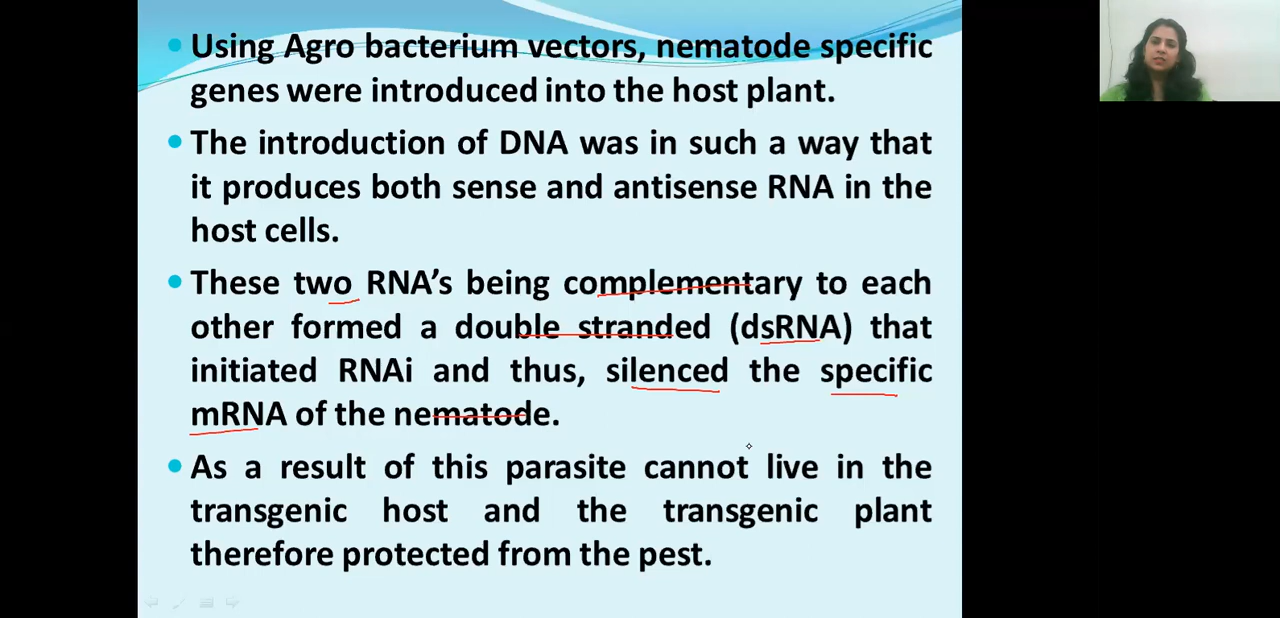 Using Agro bacterium vectors, nematode specific
genes were introduced into the host plant.
The introduction of DNA was in such a way that
it produces both sense and antisense RNA in the
host cells.
These two RNA's being complementary to each
other formed a double stranded (dsRNA) that
initiated RNAi and thus, silenced the specific
mRNA of the nematode.
As a result of this parasite cannot live in the
transgenic host and the transgenic plant
therefore protected from the pest.